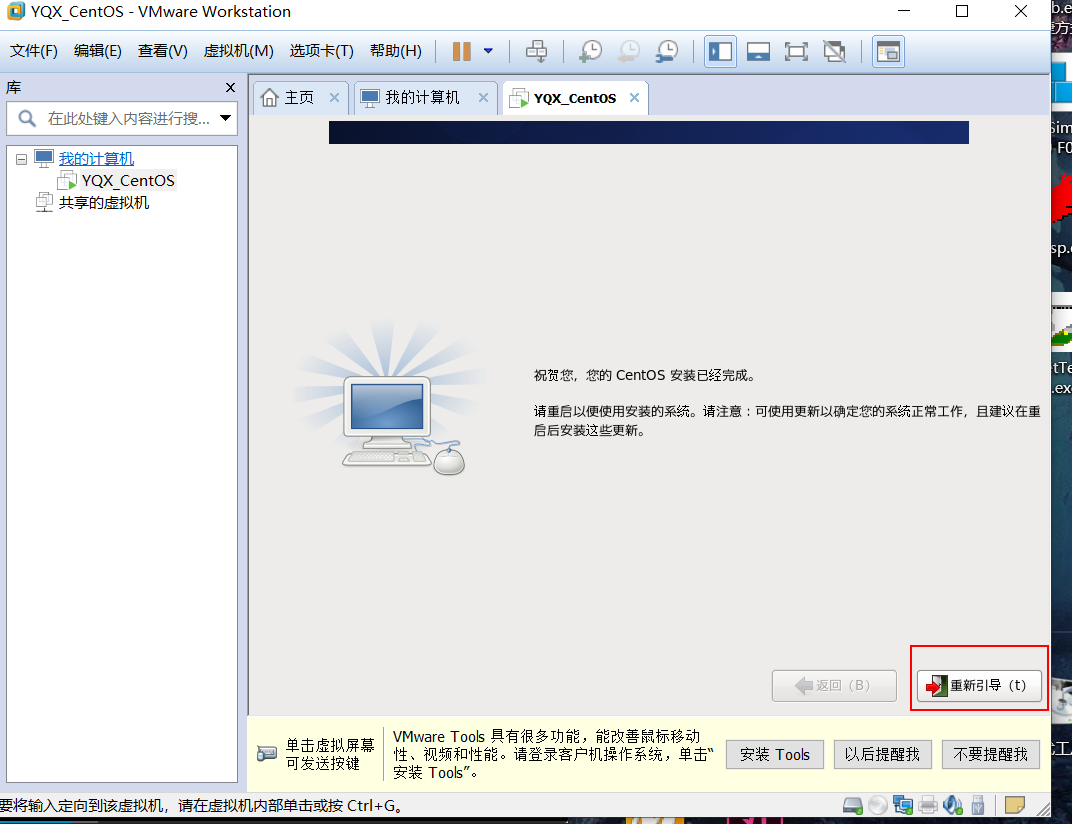 YQX_CentOS - VMware Workstation
文件(F) 编辑(E) 查看(V) 虚拟机(M) 选项卡(T) 帮助(H)
库
主页
我的计算机
YQX_CentOS
在此处键入内容进行搜...
我的计算机
YQX_CentOS
共享的虚拟机
祝贺您，您的 CentOS 安装已经完成。
请重启以便使用安装的系统。请注意：可使用更新以确定您的系统正常工作，且建议在重
启后安装这些更新。
返回（B）
重新引导（t）
单击虚拟屏幕
可发送按键
VMware Tools 具有很多功能，能改善鼠标移动
性、视频和性能。请登录客户机操作系统，单击“
安装 Tools”。
安装 Tools
以后提醒我
不要提醒我
要将输入定向到该虚拟机，请在虚拟机内部单击或按 Ctrl+G。